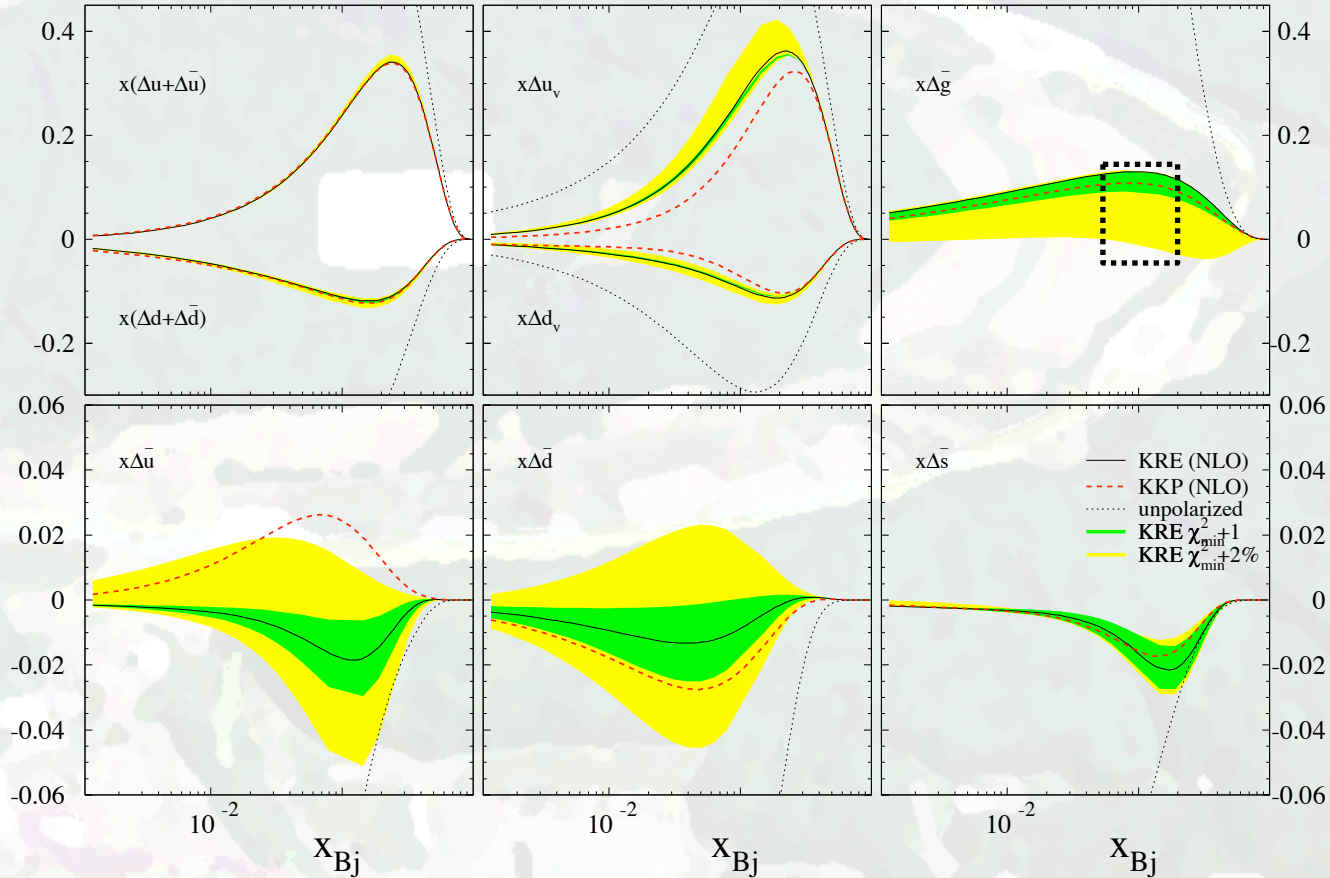 0.4
0.2
0
-0.2
x(Δu+Δū)
x(Δd+Δd̄)
xΔu_v
xΔd_v
xΔḡ
0.4
0.2
0
-0.2
0.06
0.04
0.02
0
-0.02
-0.04
-0.06
xΔū
xΔd̄
xΔs̄
KRE (NLO)
KKP (NLO)
unpolarized
KRE χ²_min+1
KRE χ²_min+2%
0.06
0.04
0.02
0
-0.02
-0.04
-0.06
10⁻²
10⁻²
10⁻²
x_Bj
x_Bj
x_Bj